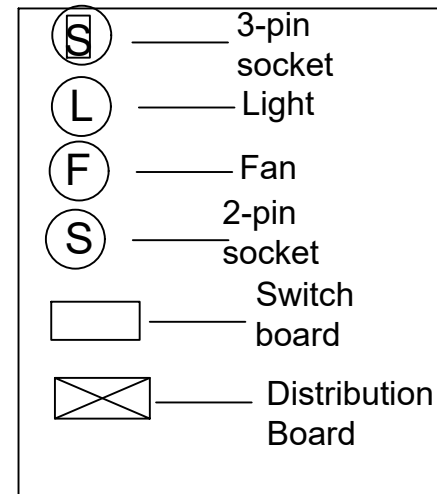 S
3-pin
socket
L
Light
F
Fan
S
2-pin
socket
Switch
board
Distribution
Board